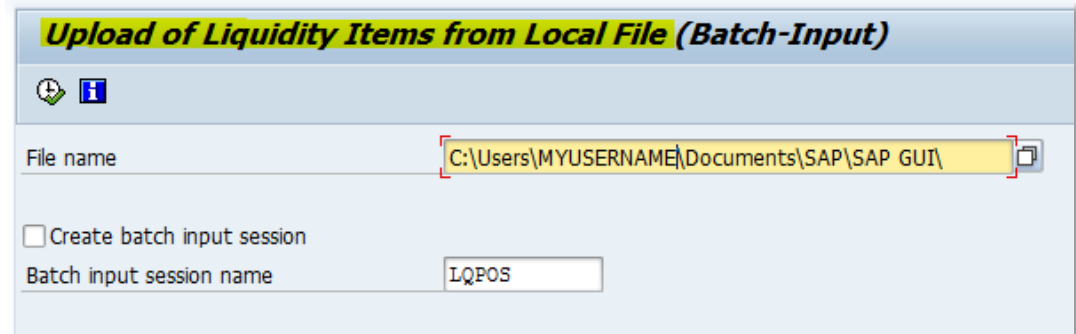 Upload of Liquidity Items from Local File (Batch-Input)
File name C:\Users\MYUSERNAME\Documents\SAP\SAP GUI\
Create batch input session
Batch input session name LQPOS